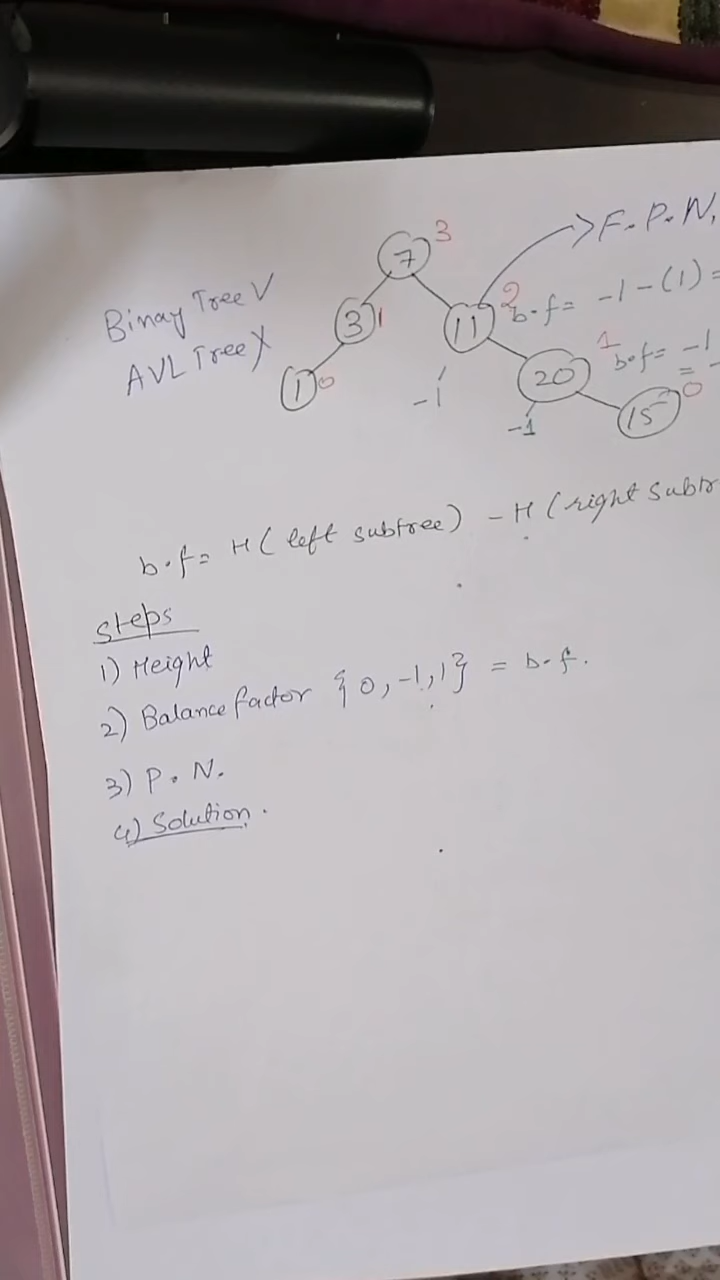 7 3
F.P.N.
Binary Tree ✓
3 1
11 2
b.f= -1-(1)=
AVL Tree ✗
1 0
-1
20 1
b.f= -1
= -
-1
15 0
b.f= H(left subtree) - H(right subtr
Steps
1) Height
2) Balance factor {0,-1,1} = b.f.
3) P.N.
4) Solution.